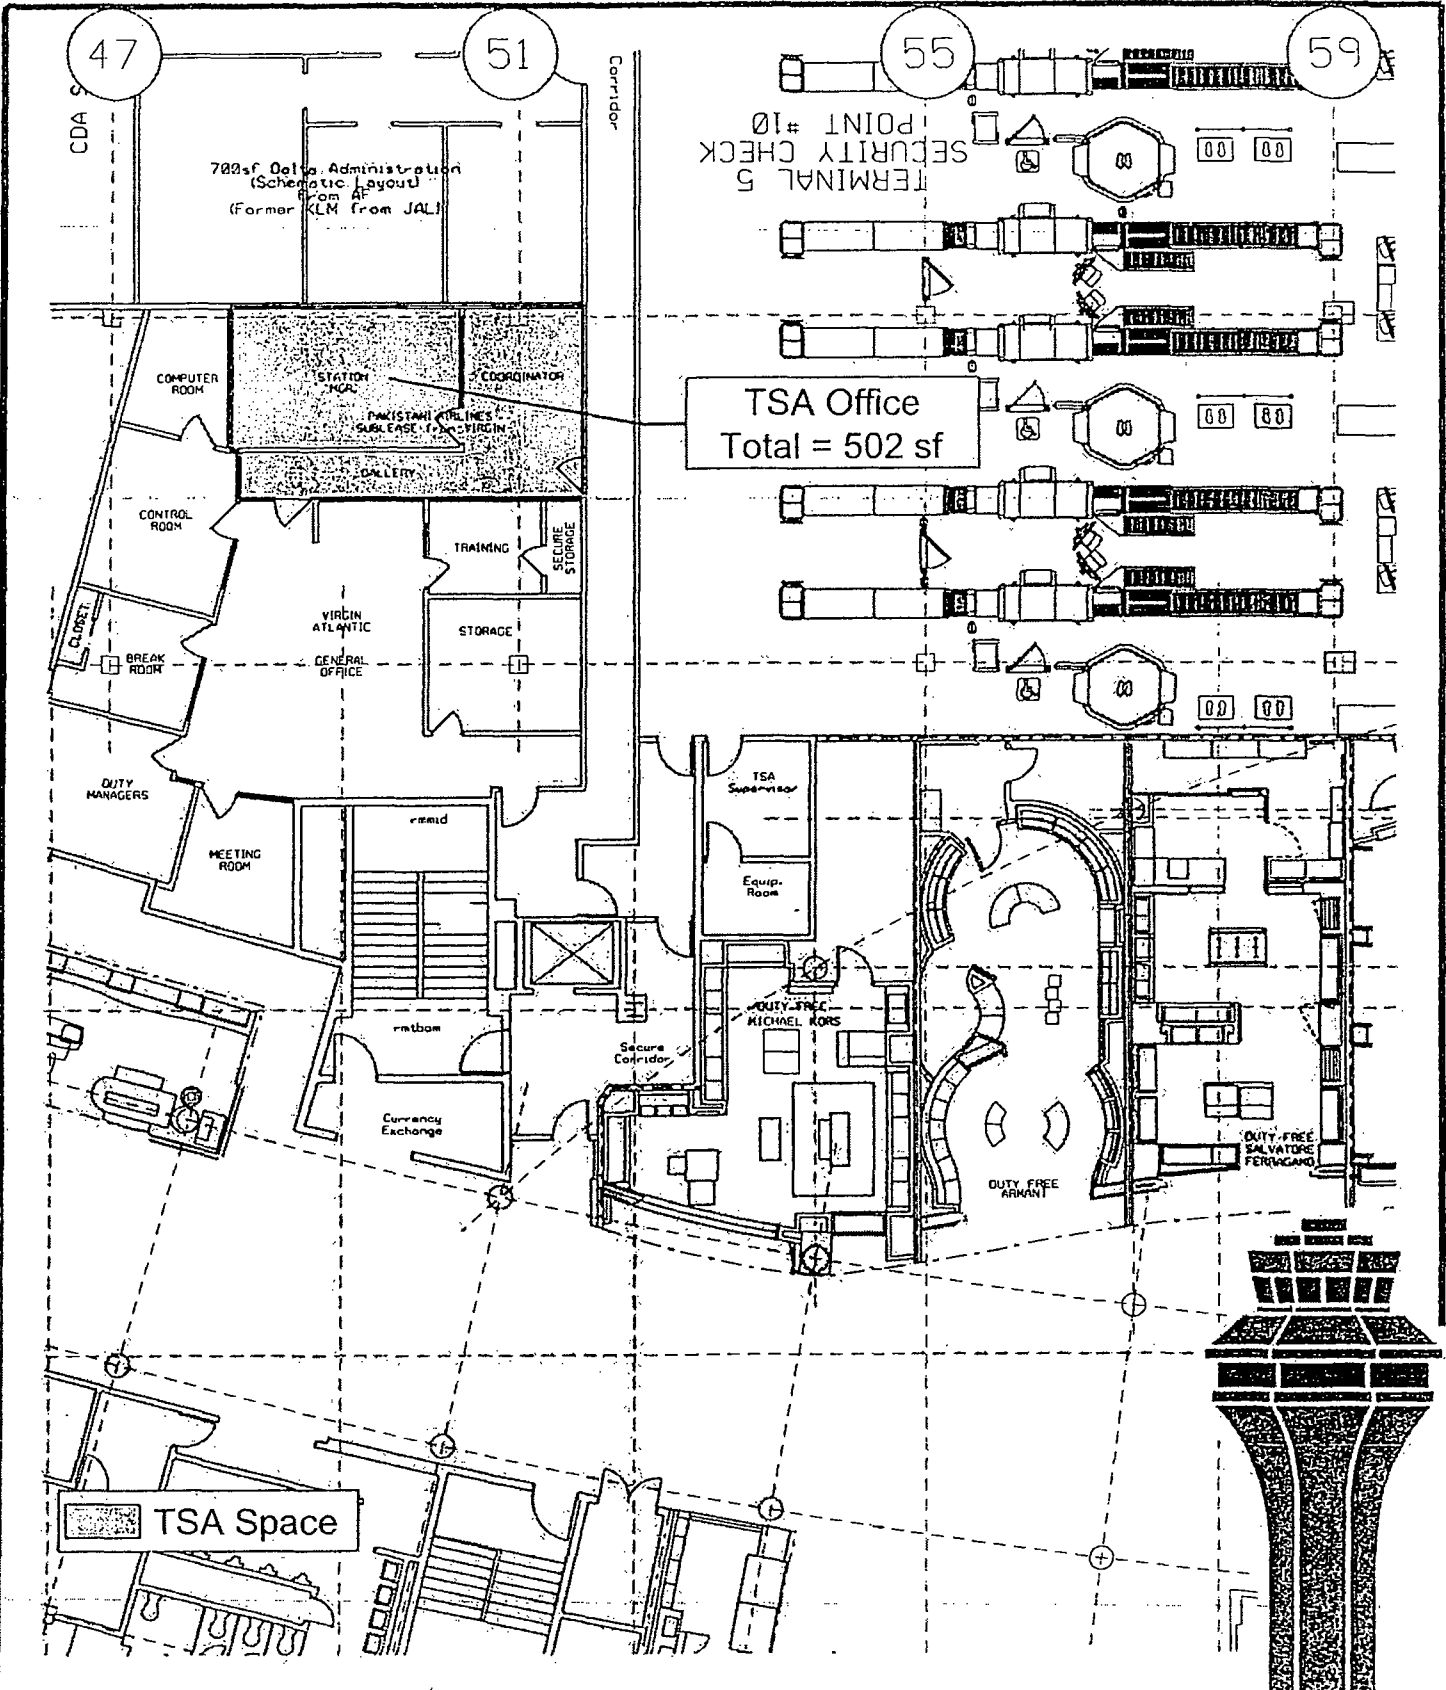 47
51
55
59
CDA S
Corridor
700sf Delta Administration
(Schematic Layout)
from AF
(Former KLM from JAL)
TERMINAL 5
SECURITY CHECK
POINT #10
COMPUTER
ROOM
STATION
MGR.
COORDINATOR
PAKISTANI AIRLINES
SUBLEASE from VIRGIN
GALLERY
TSA Office
Total = 502 sf
CONTROL
ROOM
TRAINING
SECURE
STORAGE
CLOSET
BREAK
ROOM
VIRGIN
ATLANTIC
GENERAL
OFFICE
STORAGE
DUTY
MANAGERS
MEETING
ROOM
rmmid
TSA
Supervisor
Equip.
Room
rmtbom
Secure
Corridor
DUTY FREE
MICHAEL KORS
Currency
Exchange
DUTY FREE
ARMANI
DUTY FREE
SALVATORE
FERRAGAMO
TSA Space